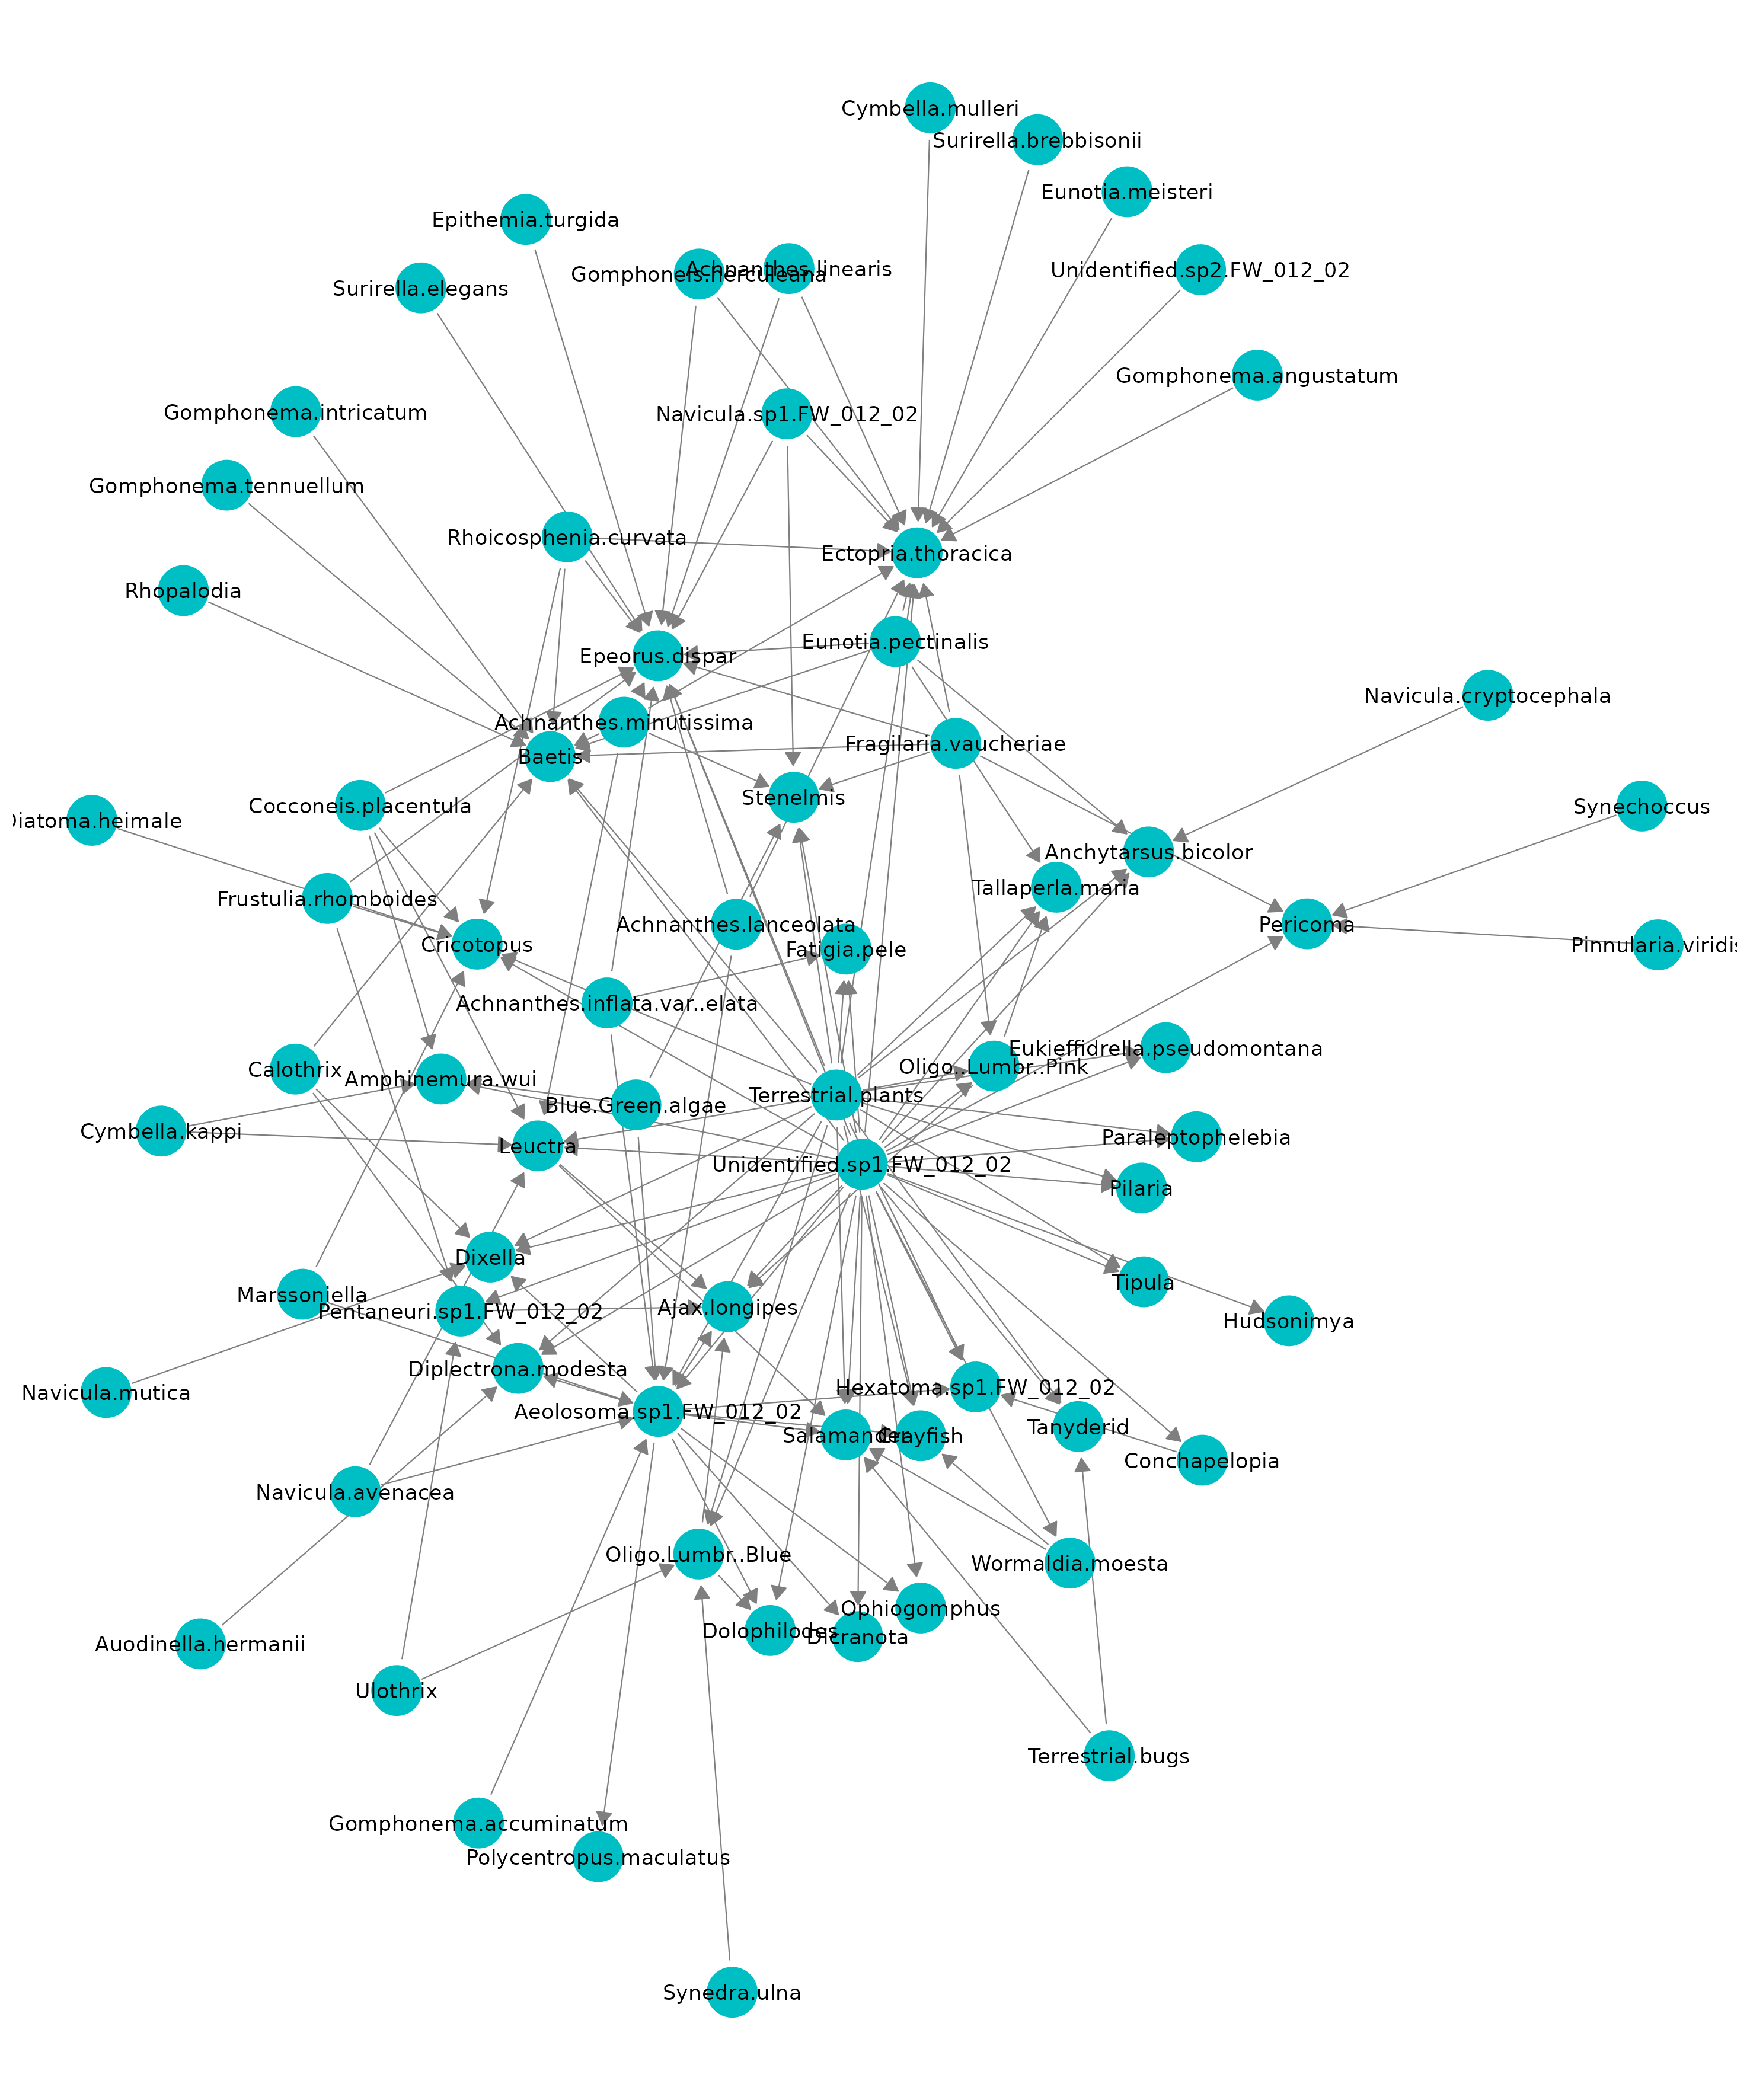 Cymbella.mulleri
Surirella.brebbisonii
Eunotia.meisteri
Epithemia.turgida
Achnanthes.linearis
Gomphoneis.herculeana
Unidentified.sp2.FW_012_02
Surirella.elegans
Gomphonema.angustatum
Gomphonema.intricatum
Navicula.sp1.FW_012_02
Gomphonema.tennuellum
Rhoicosphenia.curvata
Ectopria.thoracica
Rhopalodia
Eunotia.pectinalis
Epeorus.dispar
Navicula.cryptocephala
Achnanthes.minutissima
Fragilaria.vaucheriae
Baetis
Stenelmis
Cocconeis.placentula
Synechoccus
Diatoma.heimale
Anchytarsus.bicolor
Tallaperla.maria
Frustulia.rhomboides
Achnanthes.lanceolata
Pericoma
Cricotopus
Pinnularia.viridis
Fatigia.pele
Achnanthes.inflata.var..elata
Eukieffidrella.pseudomontana
Oligo..Lumbr..Pink
Calothrix
Amphinemura.wui
Terrestrial.plants
Blue.Green.algae
Cymbella.kappi
Paraleptophelebia
Leuctra
Unidentified.sp1.FW_012_02
Pilaria
Dixella
Tipula
Marssoniella
Ajax.longipes
Pentaneuri.sp1.FW_012_02
Hudsonimya
Diplectrona.modesta
Hexatoma.sp1.FW_012_02
Navicula.mutica
Aeolosoma.sp1.FW_012_02
Tanyderid
Salamander
Crayfish
Conchapelopia
Navicula.avenacea
Oligo.Lumbr..Blue
Wormaldia.moesta
Ophiogomphus
Dolophilodes
Dicranota
Auodinella.hermanii
Ulothrix
Terrestrial.bugs
Gomphonema.accuminatum
Polycentropus.maculatus
Synedra.ulna